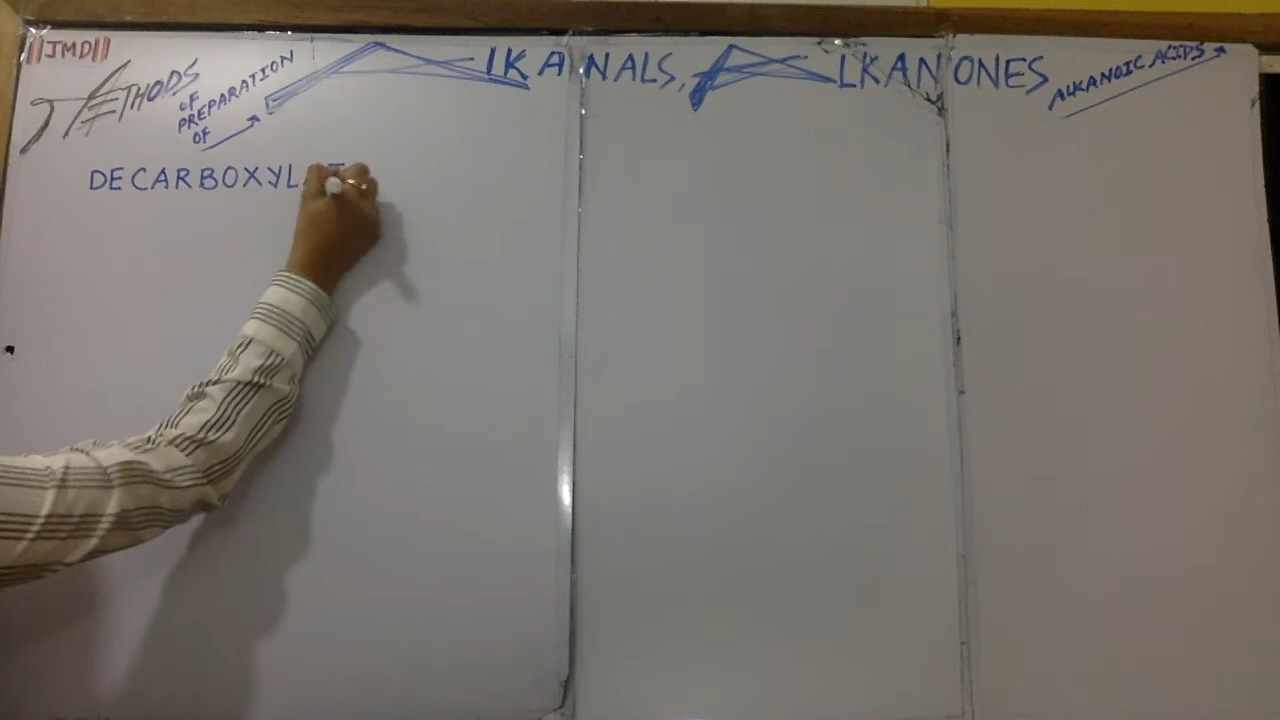 ||JMD||
METHODS OF PREPARATION OF ALKANALS, ALKANONES ALKANOIC ACIDS
DECARBOXYLAT